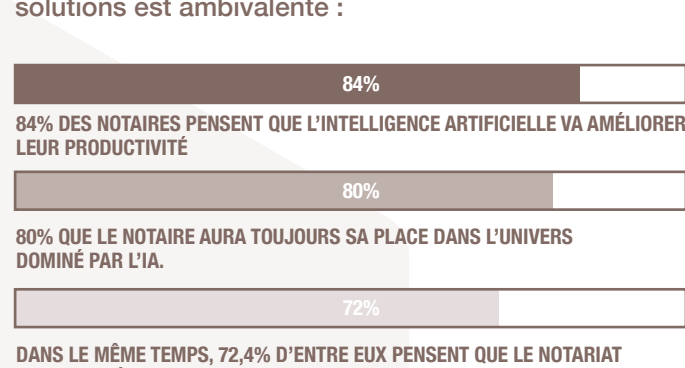 solutions est ambivalente :
84%
84% DES NOTAIRES PENSENT QUE L'INTELLIGENCE ARTIFICIELLE VA AMÉLIORER
LEUR PRODUCTIVITÉ
80%
80% QUE LE NOTAIRE AURA TOUJOURS SA PLACE DANS L'UNIVERS
DOMINÉ PAR L'IA.
72%
DANS LE MÊME TEMPS, 72,4% D'ENTRE EUX PENSENT QUE LE NOTARIAT